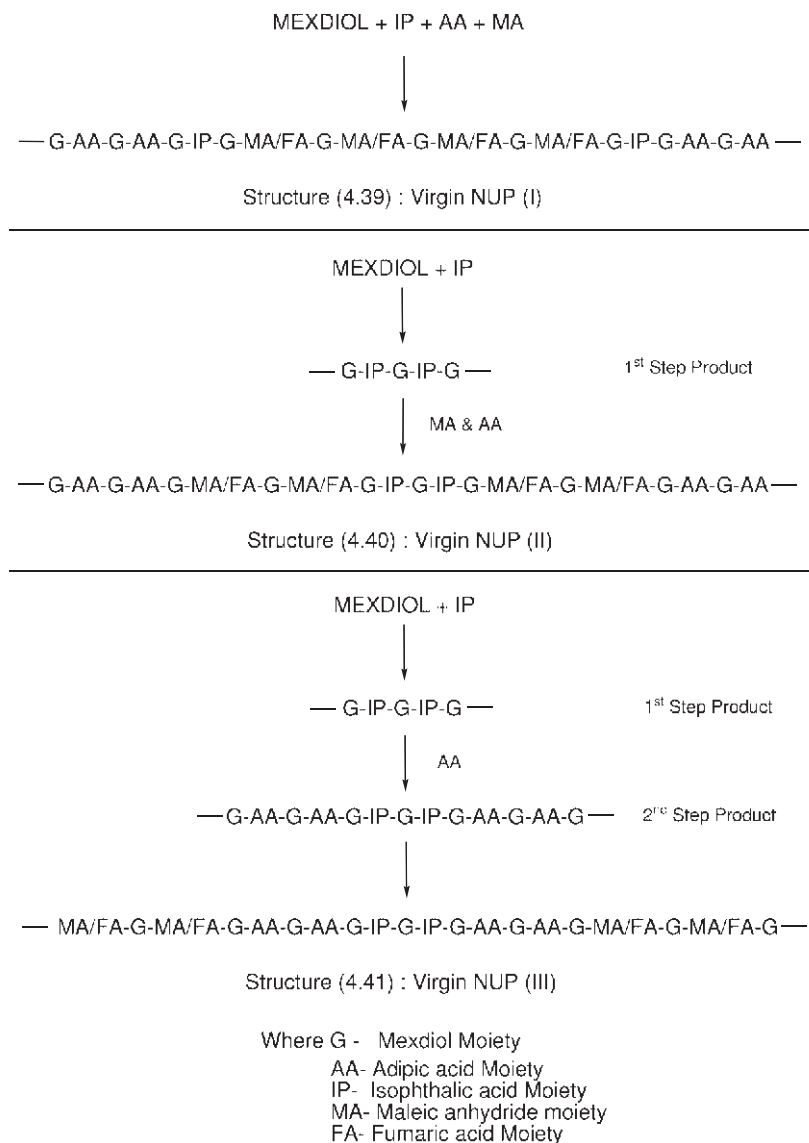 MEXDIOL + IP + AA + MA
— G-AA-G-AA-G-IP-G-MA/FA-G-MA/FA-G-MA/FA-G-MA/FA-G-IP-G-AA-G-AA —
Structure (4.39) : Virgin NUP (I)
MEXDIOL + IP
— G-IP-G-IP-G — 1st Step Product
MA & AA
— G-AA-G-AA-G-MA/FA-G-MA/FA-G-IP-G-IP-G-MA/FA-G-MA/FA-G-AA-G-AA —
Structure (4.40) : Virgin NUP (II)
MEXDIOL + IP
— G-IP-G-IP-G — 1st Step Product
AA
— G-AA-G-AA-G-IP-G-IP-G-AA-G-AA-G — 2nd Step Product
— MA/FA-G-MA/FA-G-AA-G-AA-G-IP-G-IP-G-AA-G-AA-G-MA/FA-G-MA/FA-G —
Structure (4.41) : Virgin NUP (III)
Where G - Mexdiol Moiety
AA- Adipic acid Moiety
IP- Isophthalic acid Moiety
MA- Maleic anhydride moiety
FA- Fumaric acid Moiety